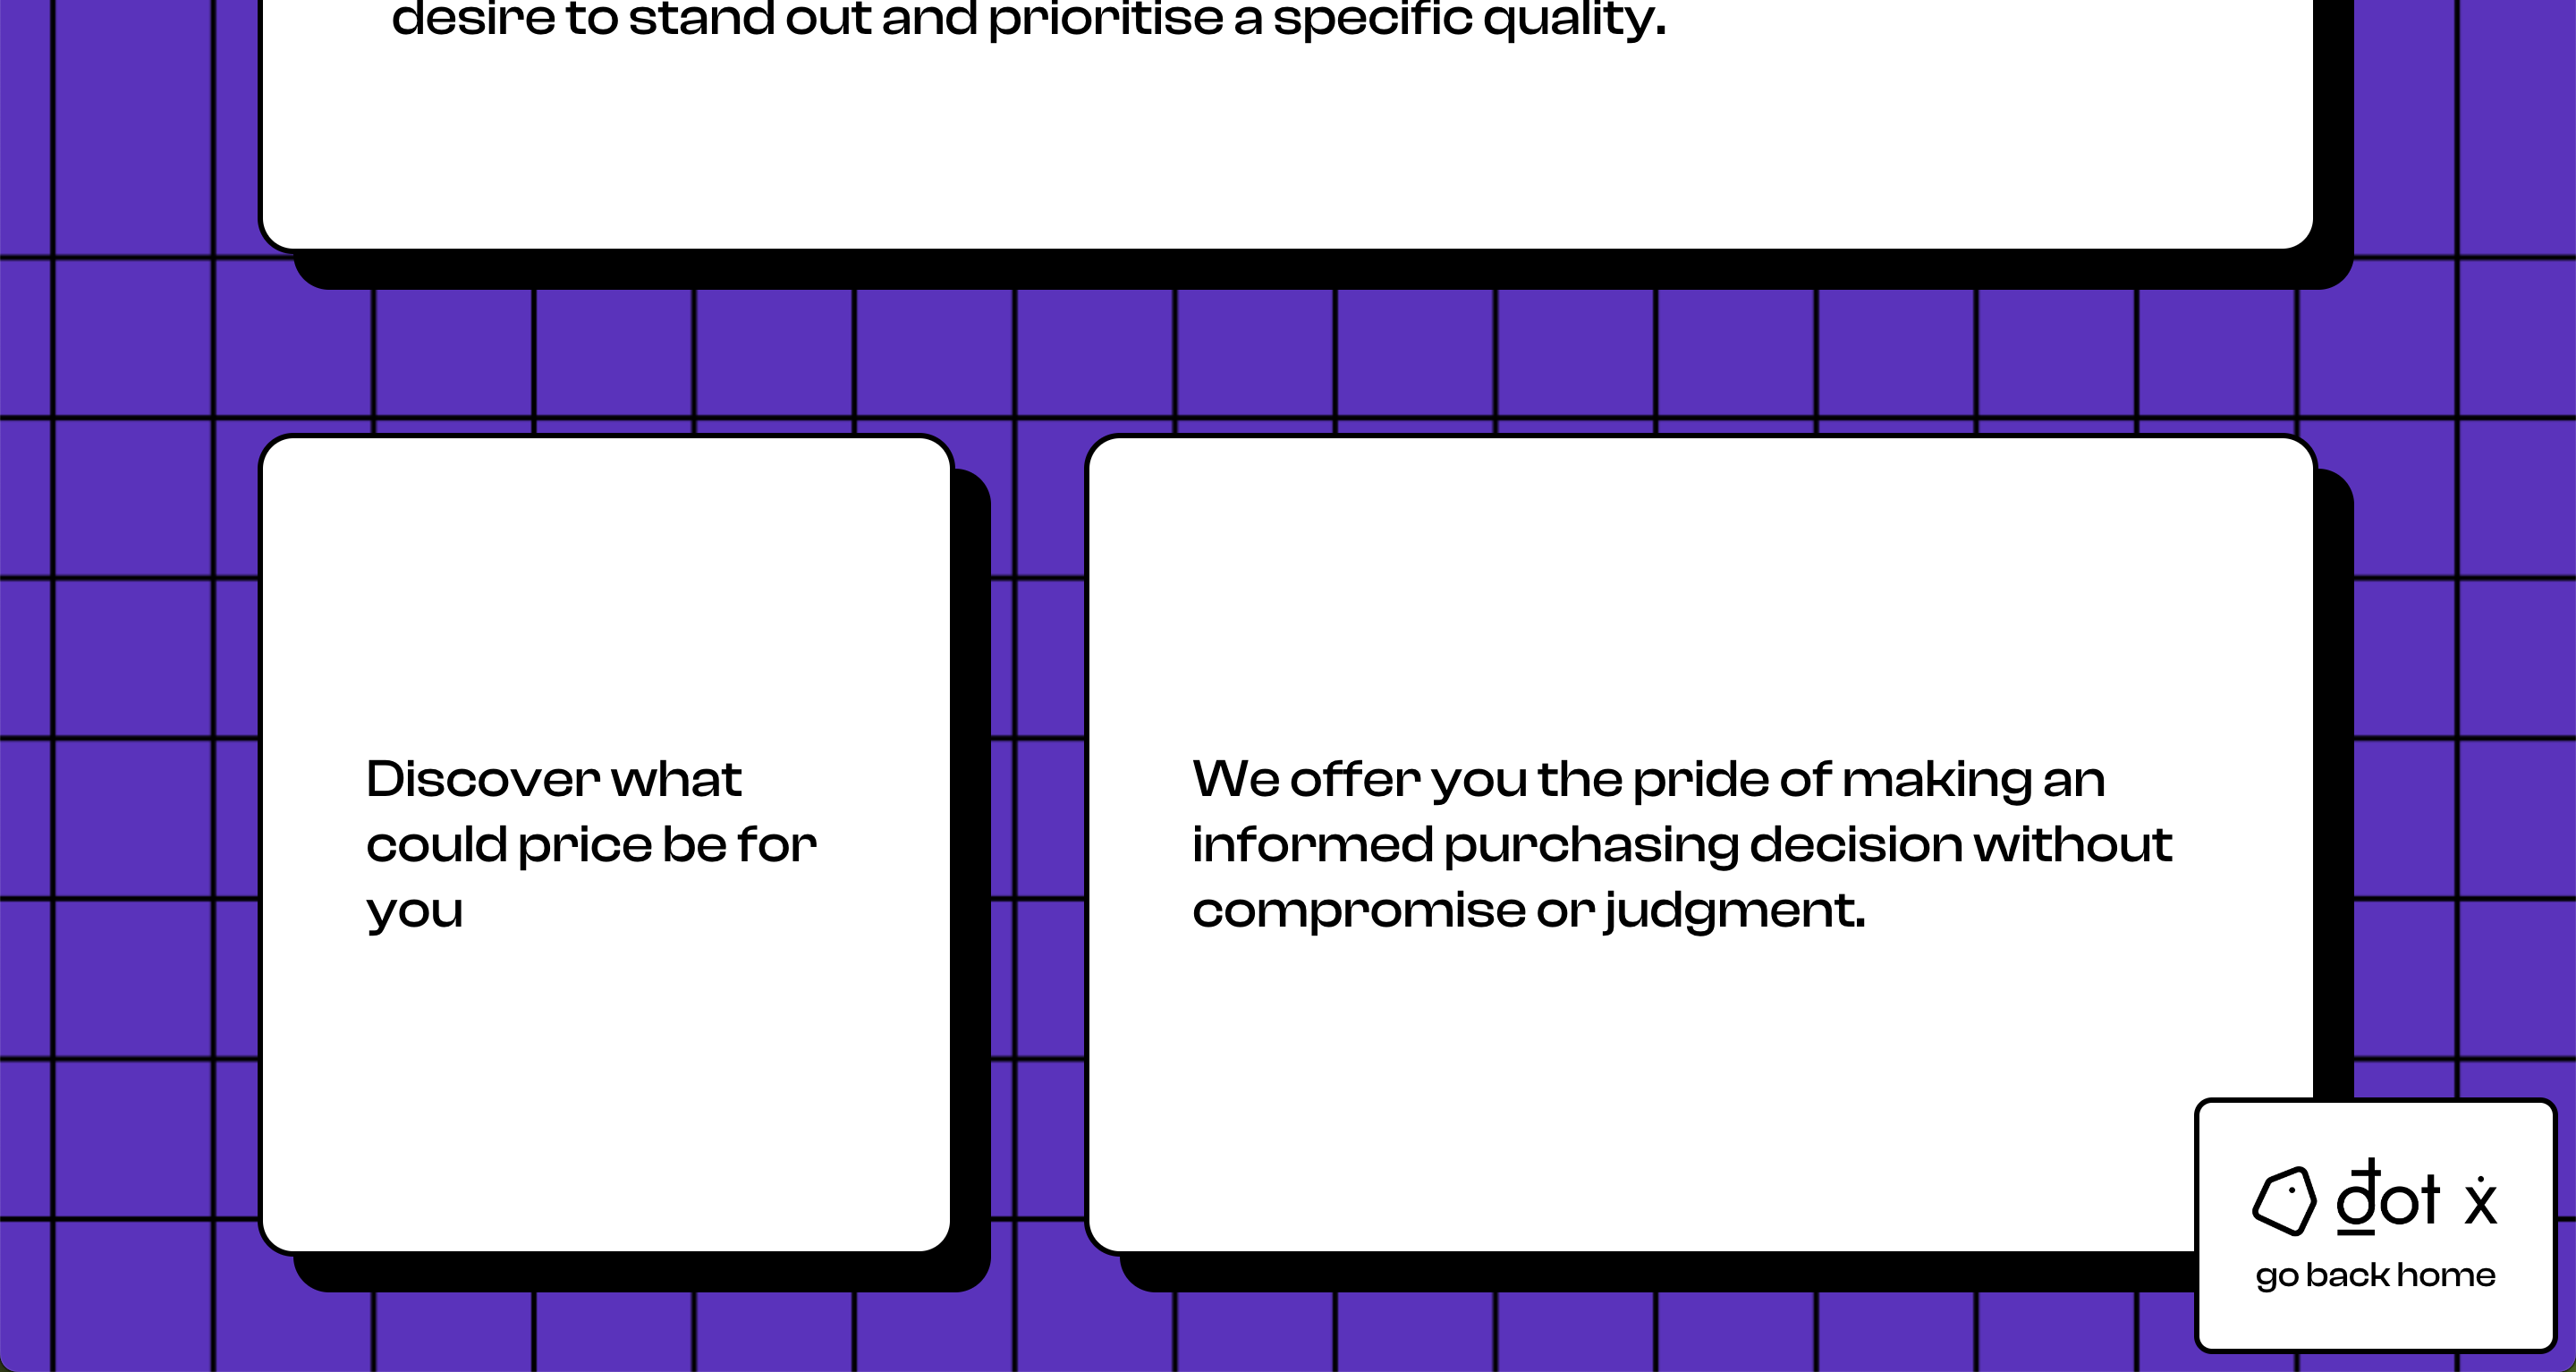 desire to stand out and prioritise a specific quality.
Discover what
could price be for
you
We offer you the pride of making an
informed purchasing decision without
compromise or judgment.
dot ẋ
go back home